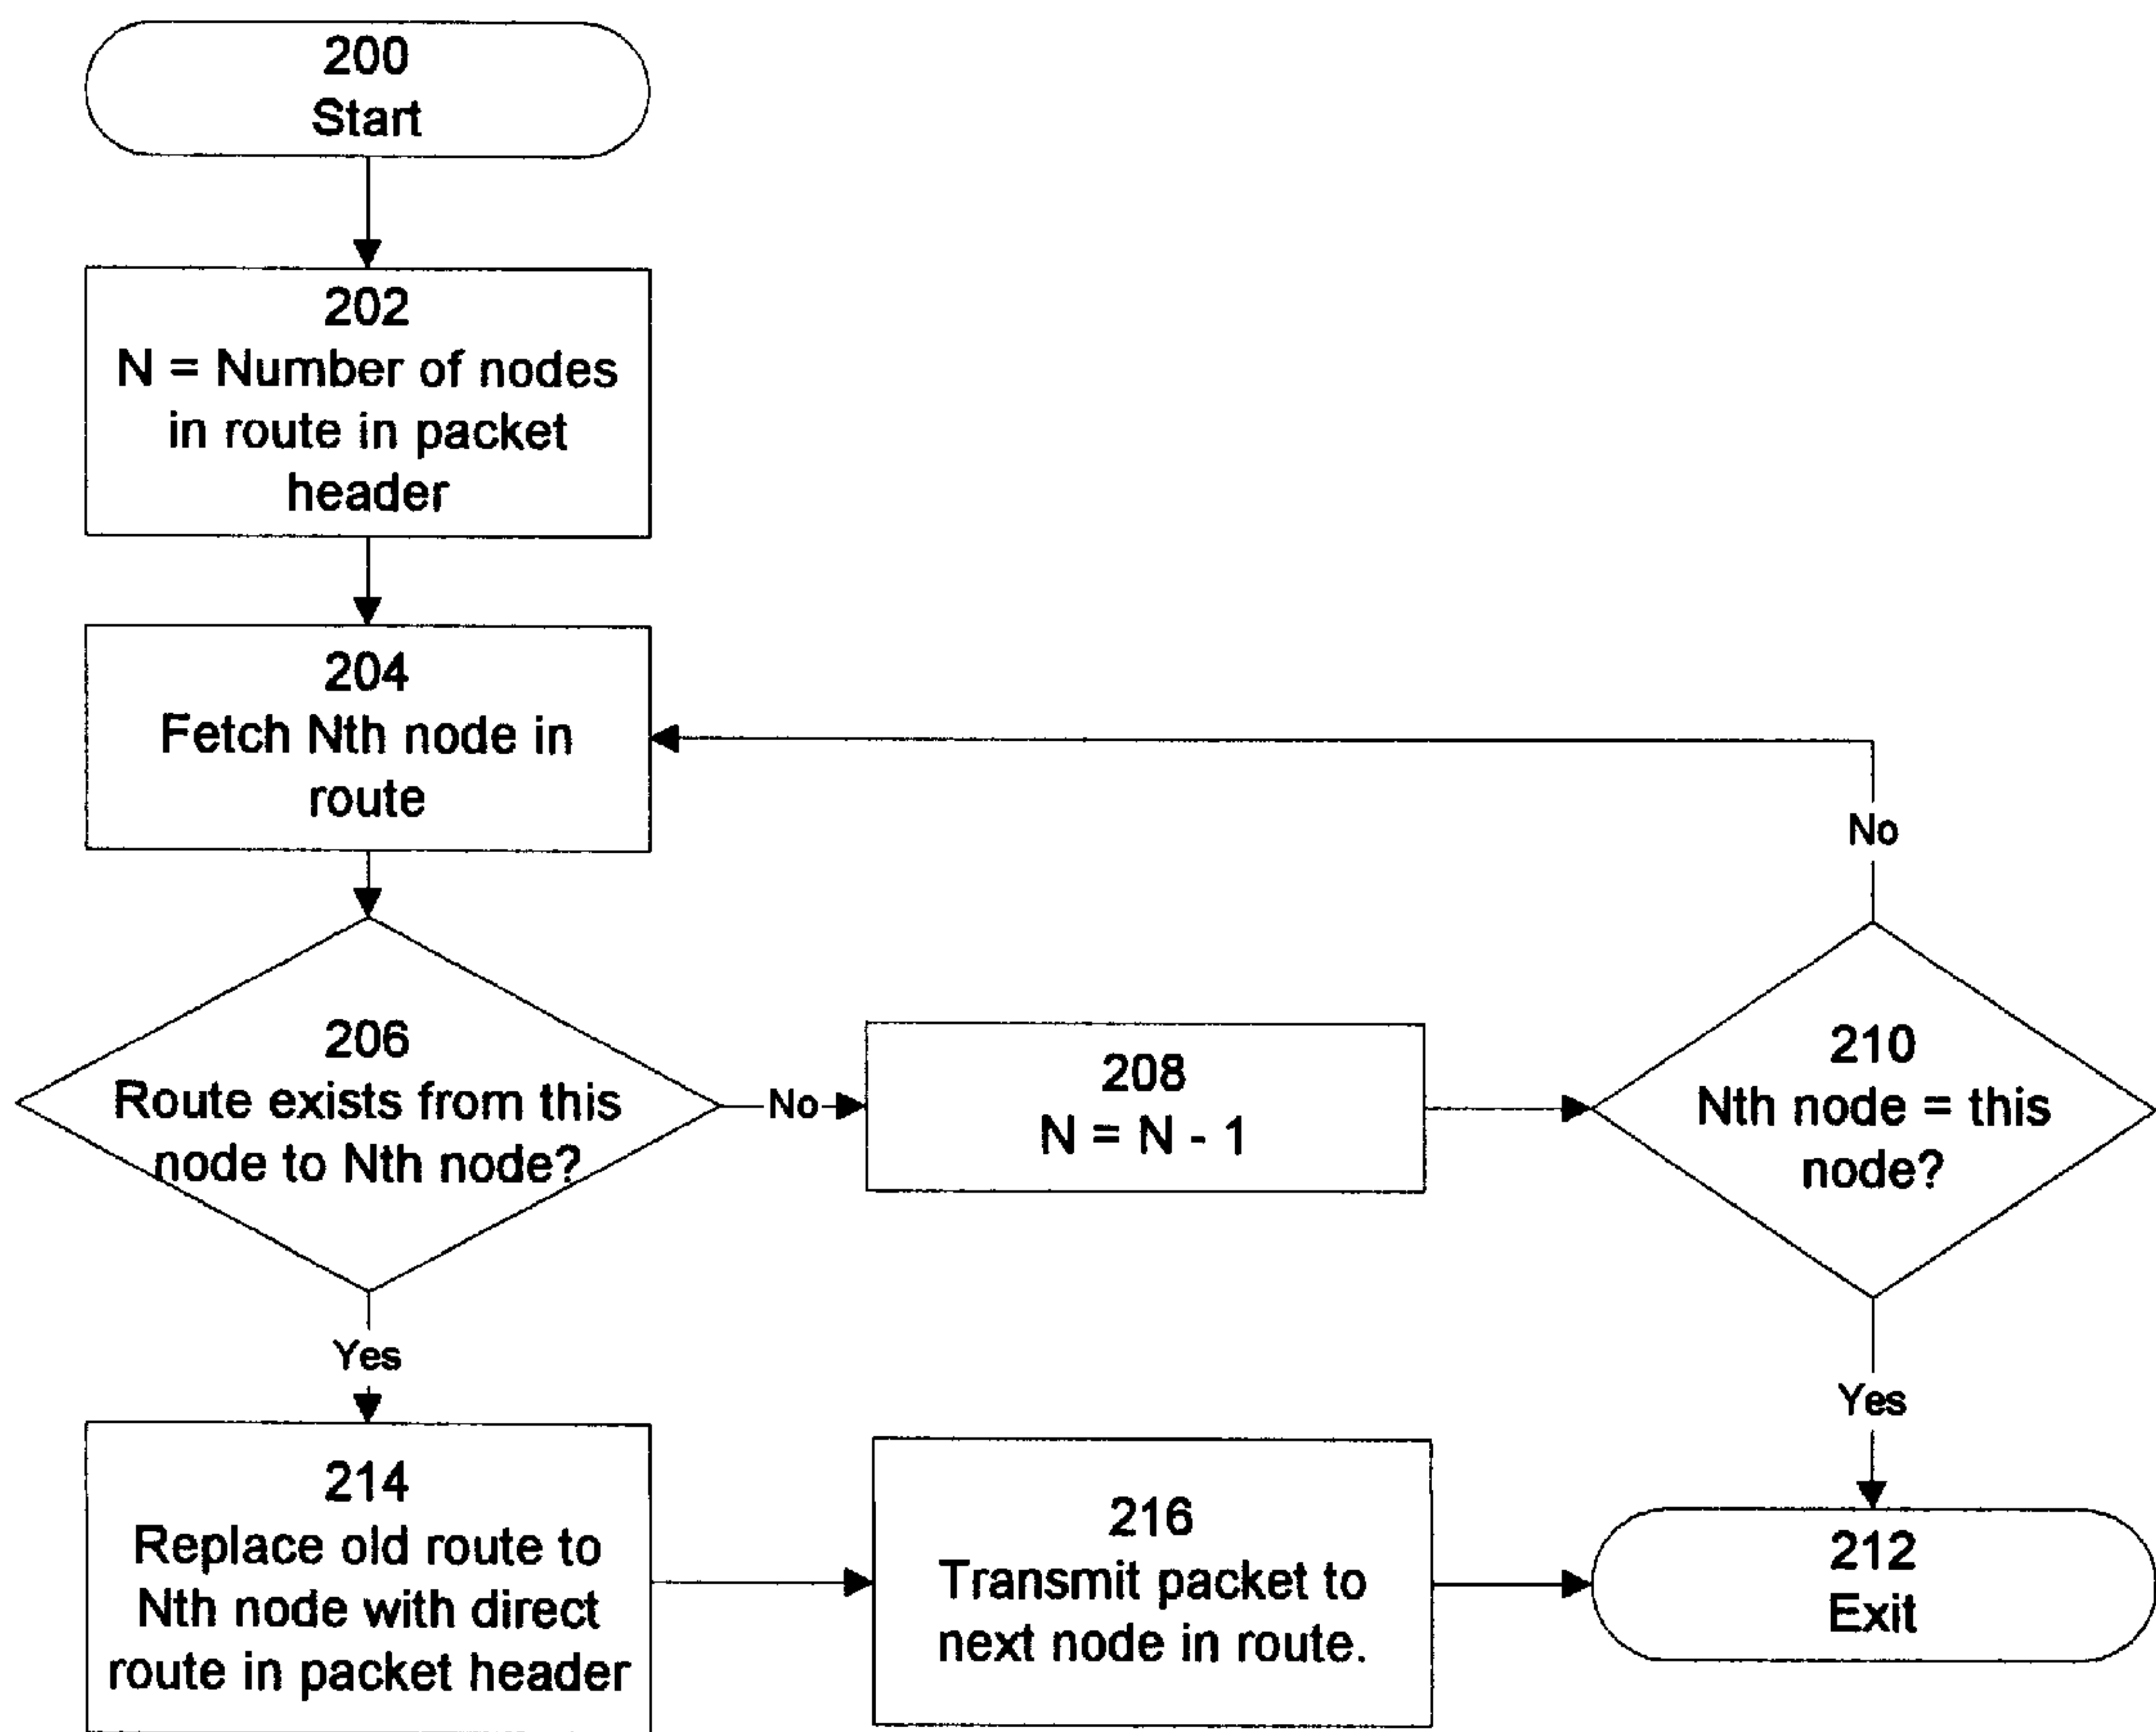 200
Start
202
N = Number of nodes
in route in packet
header
204
Fetch Nth node in
route
No
206
Route exists from this
node to Nth node?
No
208
N = N - 1
210
Nth node = this
node?
Yes
Yes
214
Replace old route to
Nth node with direct
route in packet header
216
Transmit packet to
next node in route.
212
Exit